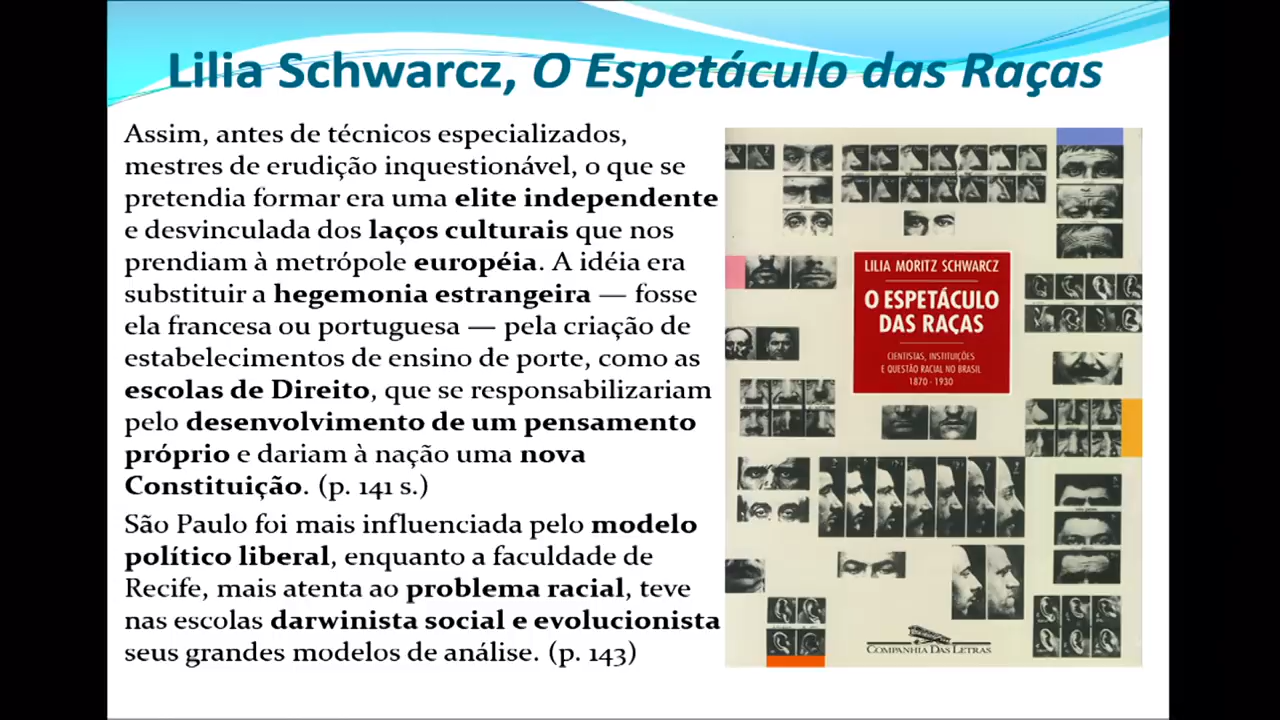 Lilia Schwarcz, O Espetáculo das Raças
Assim, antes de técnicos especializados,
mestres de erudição inquestionável, o que se
pretendia formar era uma elite independente
e desvinculada dos laços culturais que nos
prendiam à metrópole européia. A idéia era
substituir a hegemonia estrangeira — fosse
ela francesa ou portuguesa — pela criação de
estabelecimentos de ensino de porte, como as
escolas de Direito, que se responsabilizariam
pelo desenvolvimento de um pensamento
próprio e dariam à nação uma nova
Constituição. (p. 141 s.)
São Paulo foi mais influenciada pelo modelo
político liberal, enquanto a faculdade de
Recife, mais atenta ao problema racial, teve
nas escolas darwinista social e evolucionista
seus grandes modelos de análise. (p. 143)
LILIA MORITZ SCHWARCZ
O ESPETÁCULO
DAS RAÇAS
CIENTISTAS, INSTITUIÇÕES
E QUESTÃO RACIAL NO BRASIL
1870 - 1930
COMPANHIA DAS LETRAS